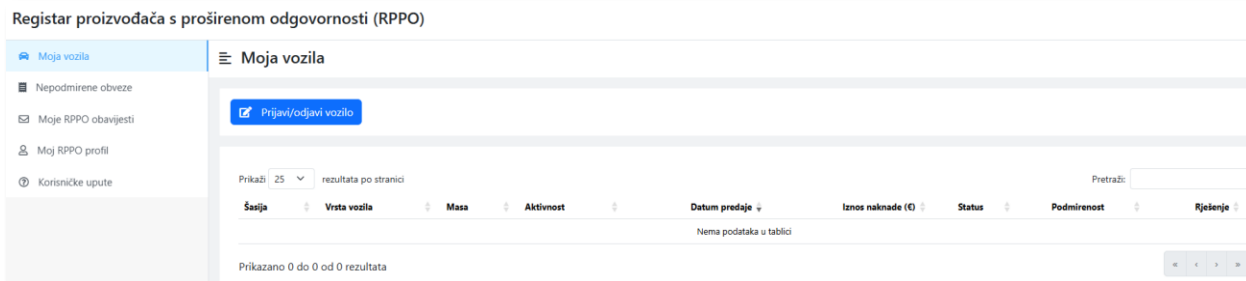 Registar proizvođača s proširenom odgovornosti (RPPO)
Moja vozila
Nepodmirene obveze
Moje RPPO obavijesti
Moj RPPO profil
Korisničke upute
Moja vozila
Prijavi/odjavi vozilo
Prikaži 25 rezultata po stranici
Pretraži:
Šasija Vrsta vozila Masa Aktivnost Datum predaje Iznos naknade (€) Status Podmirenost Rješenje
Nema podataka u tablici
Prikazano 0 do 0 od 0 rezultata
« ‹ › »